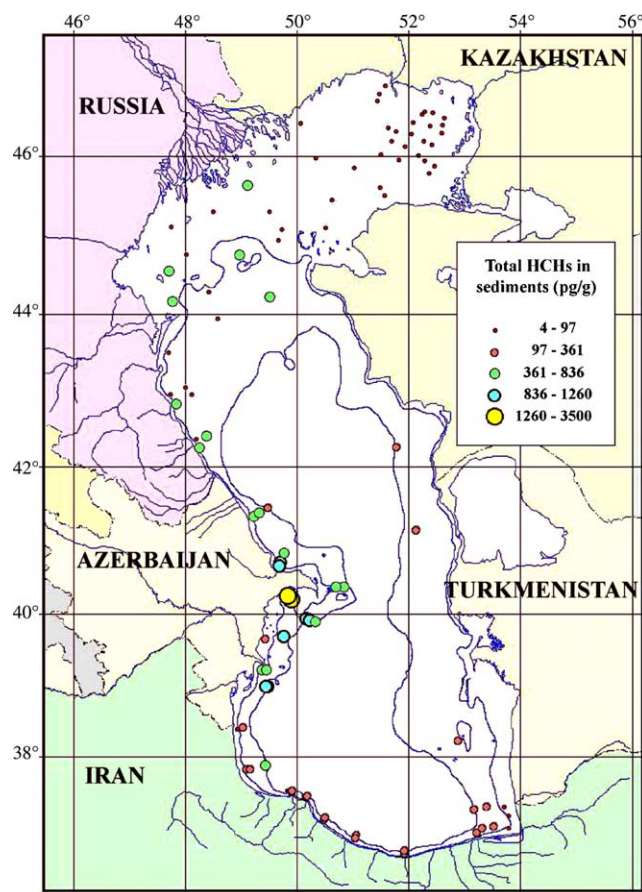 46° 48° 50° 52° 54° 56°
KAZAKHSTAN
RUSSIA
46°
Total HCHs in
sediments (pg/g)
44°
4 - 97
97 - 361
361 - 836
836 - 1260
1260 - 3500
42°
AZERBAIJAN
TURKMENISTAN
40°
38°
IRAN